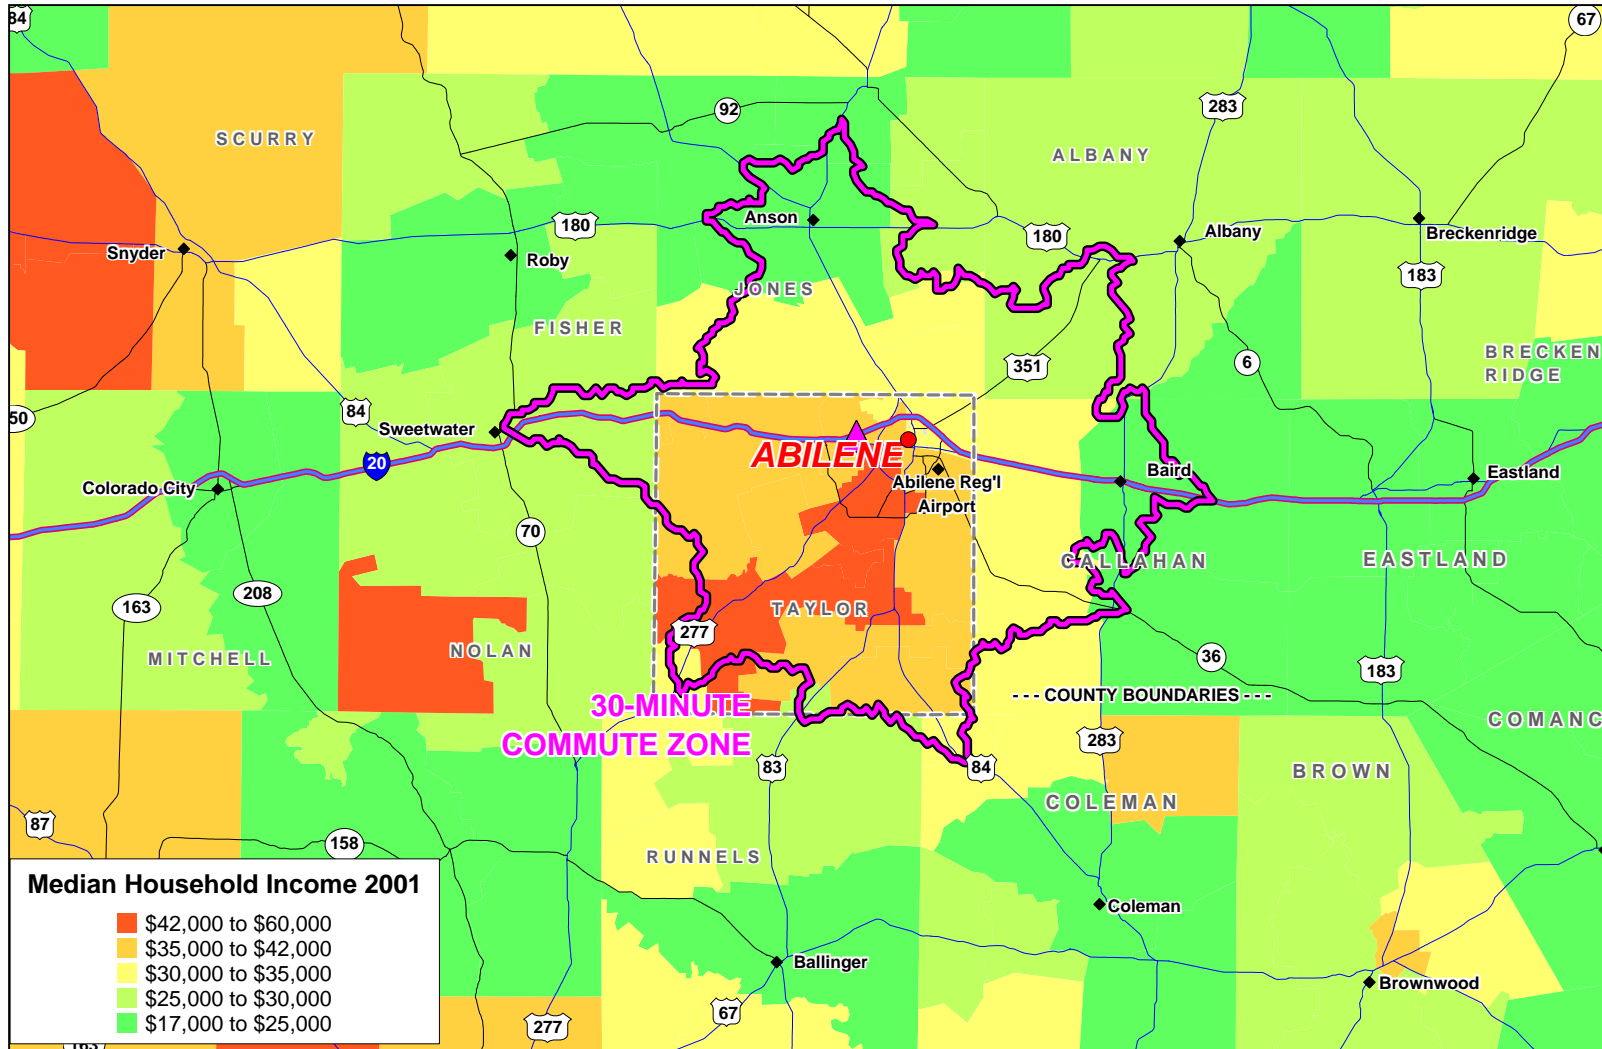 84
67
92
283
SCURRY
ALBANY
Anson
180
180
Albany
Breckenridge
Snyder
Roby
183
JONES
FISHER
BRECKEN
RIDGE
351
6
50
84
Sweetwater
ABILENE
20
Baird
Eastland
Colorado City
Abilene Reg'l
Airport
70
CALLAHAN
EASTLAND
163
208
TAYLOR
277
NOLAN
MITCHELL
36
183
30-MINUTE
COMMUTE ZONE
--- COUNTY BOUNDARIES ---
COMANC
283
83
84
BROWN
COLEMAN
87
158
RUNNELS
Median Household Income 2001
$42,000 to $60,000
$35,000 to $42,000
$30,000 to $35,000
$25,000 to $30,000
$17,000 to $25,000
Coleman
Ballinger
Brownwood
67
277
163